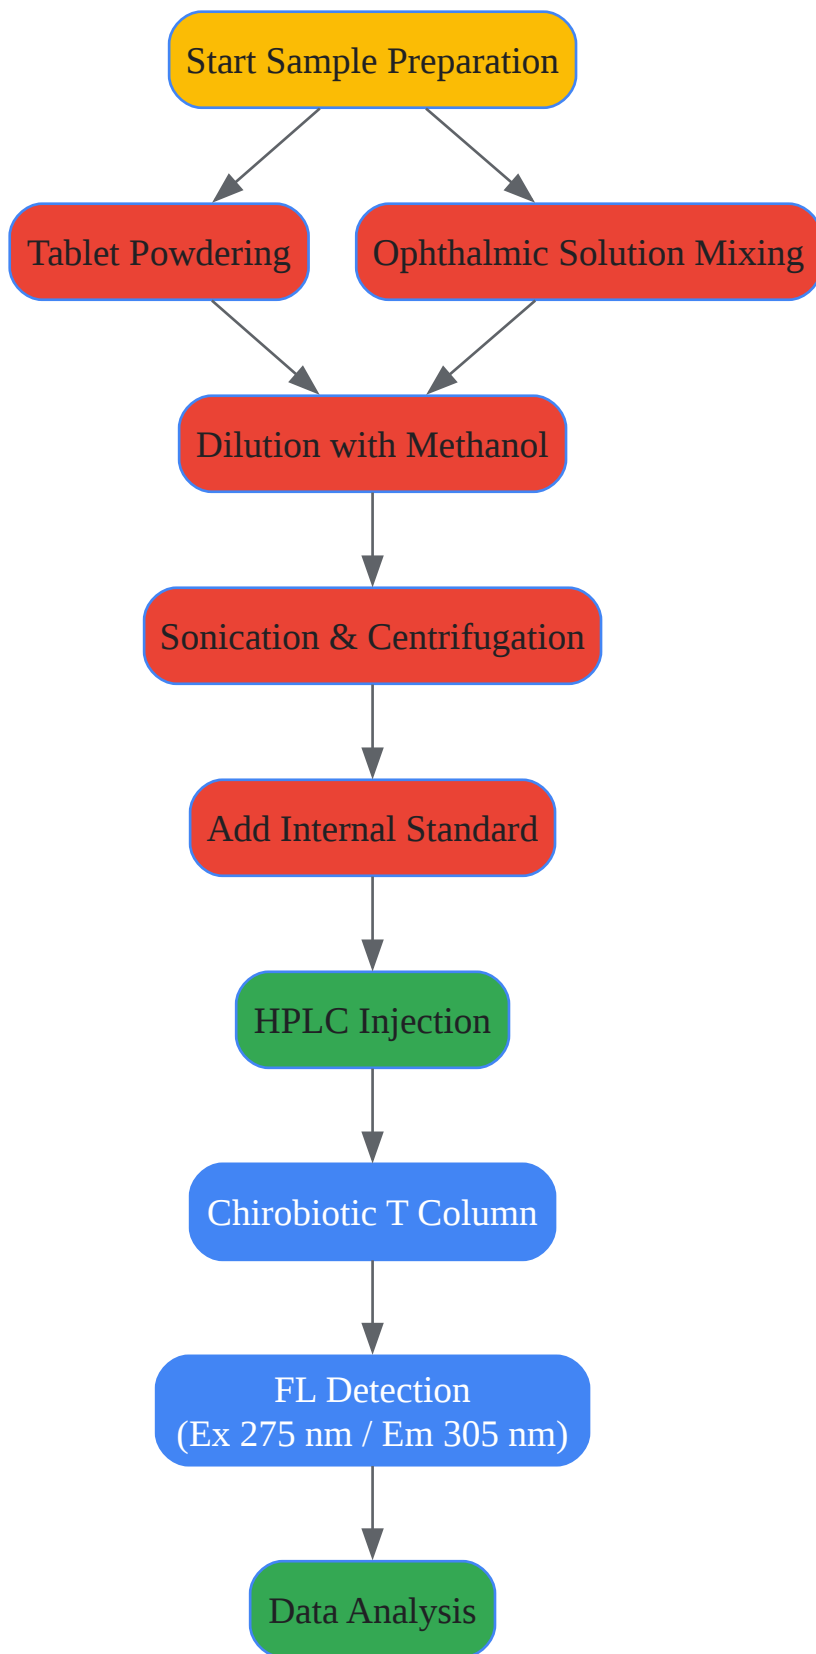 Start Sample Preparation
Tablet Powdering
Ophthalmic Solution Mixing
Dilution with Methanol
Sonication & Centrifugation
Add Internal Standard
HPLC Injection
Chirobiotic T Column
FL Detection
(Ex 275 nm / Em 305 nm)
Data Analysis